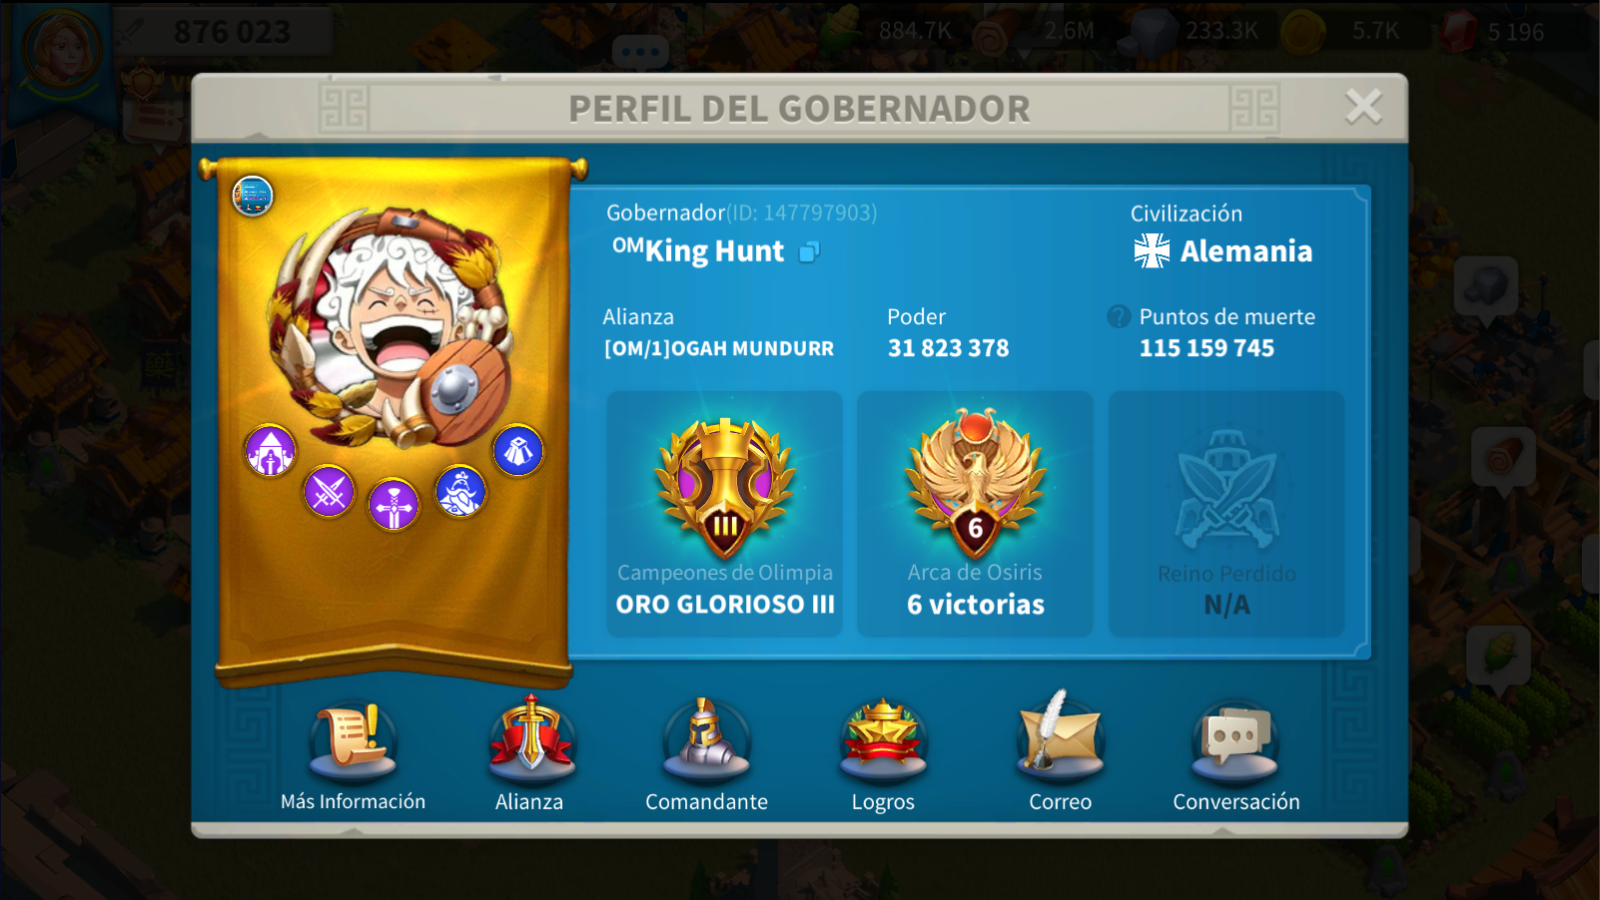 876 023
884.7K
2.6M
233.3K
5.7K
5 196
PERFIL DEL GOBERNADOR
Gobernador(ID: 147797903)
Civilización
ᴼᴹKing Hunt
Alemania
Alianza
Poder
? Puntos de muerte
[OM/1]OGAH MUNDURR
31 823 378
115 159 745
III
6
Campeones de Olimpia
Arca de Osiris
Reino Perdido
ORO GLORIOSO III
6 victorias
N/A
Más Información
Alianza
Comandante
Logros
Correo
Conversación